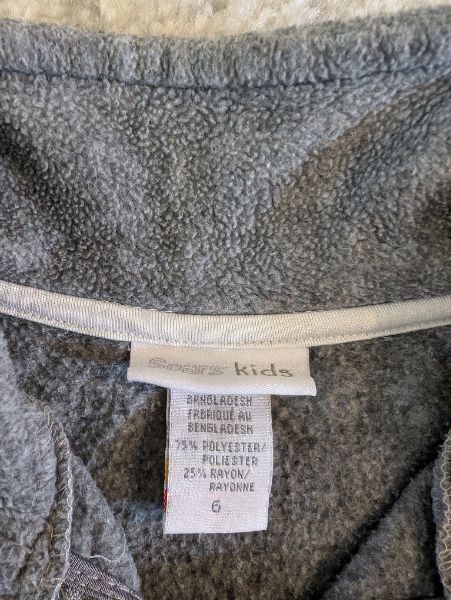 Sears kids
BANGLADESH
FABRIQUÉ AU
BENGLADESH
75% POLYESTER/
POLIESTER
25% RAYON/
RAYONNE
6